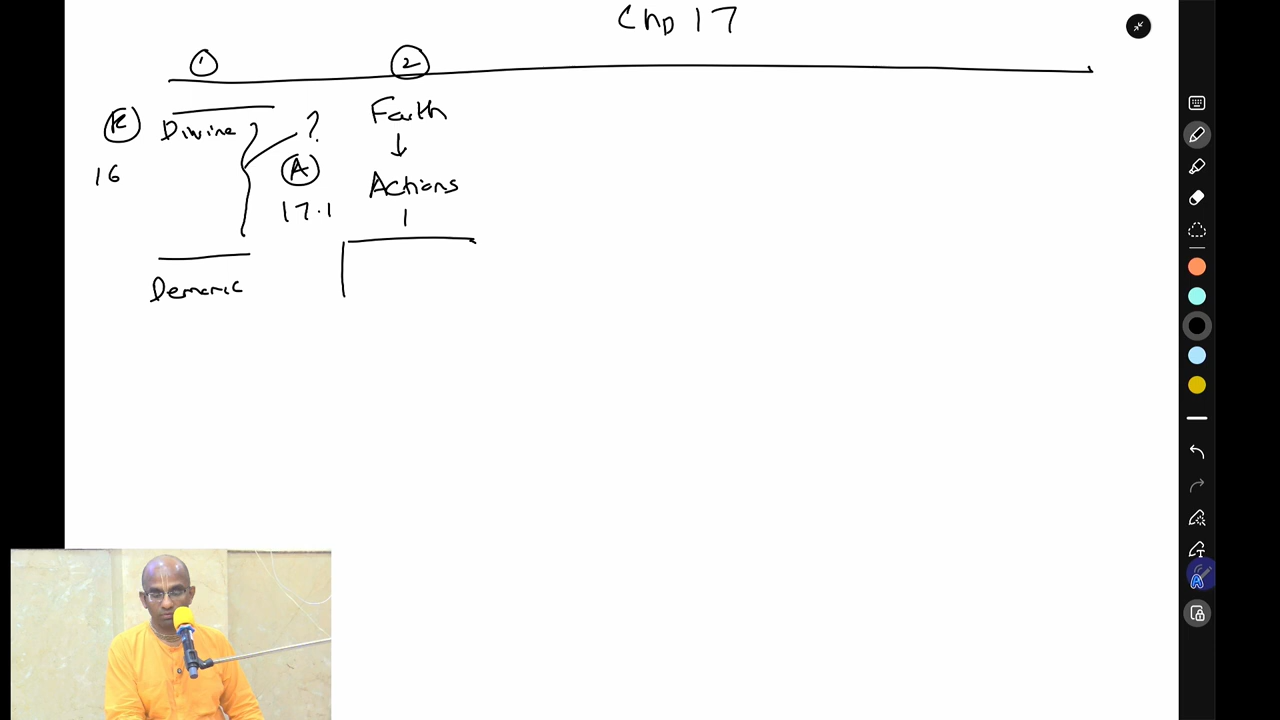 Chp 17
1
2
K
Divine
?
Faith
16
A
Actions
17.1
Demonic